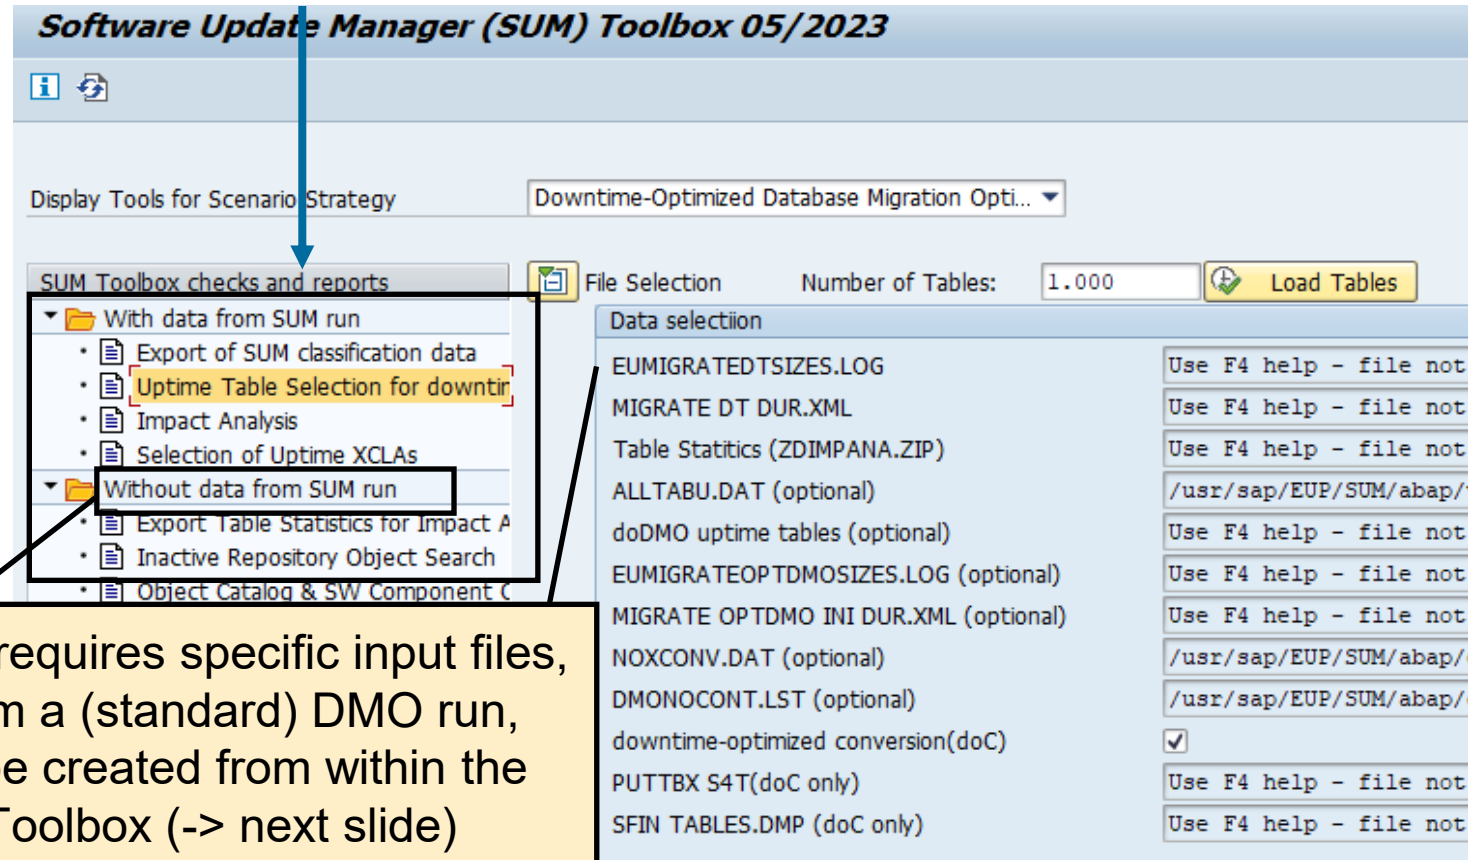 Software Update Manager (SUM) Toolbox 05/2023
Display Tools for Scenario Strategy
Downtime-Optimized Database Migration Opti...
SUM Toolbox checks and reports
With data from SUM run
Export of SUM classification data
Uptime Table Selection for downtim
Impact Analysis
Selection of Uptime XCLAs
Without data from SUM run
Export Table Statistics for Impact A
Inactive Repository Object Search
Object Catalog & SW Component C
File Selection Number of Tables: 1.000 Load Tables
Data selectiion
EUMIGRATEDTSIZES.LOG Use F4 help - file not
MIGRATE DT DUR.XML Use F4 help - file not
Table Statitics (ZDIMPANA.ZIP) Use F4 help - file not
ALLTABU.DAT (optional) /usr/sap/EUP/SUM/abap/
doDMO uptime tables (optional) Use F4 help - file not
EUMIGRATEOPTDMOSIZES.LOG (optional) Use F4 help - file not
MIGRATE OPTDMO INI DUR.XML (optional) Use F4 help - file not
NOXCONV.DAT (optional) /usr/sap/EUP/SUM/abap/
DMONOCONT.LST (optional) /usr/sap/EUP/SUM/abap/
downtime-optimized conversion(doC)
PUTTBX S4T(doC only) Use F4 help - file not
SFIN TABLES.DMP (doC only) Use F4 help - file not
requires specific input files,
m a (standard) DMO run,
be created from within the
Toolbox (-> next slide)